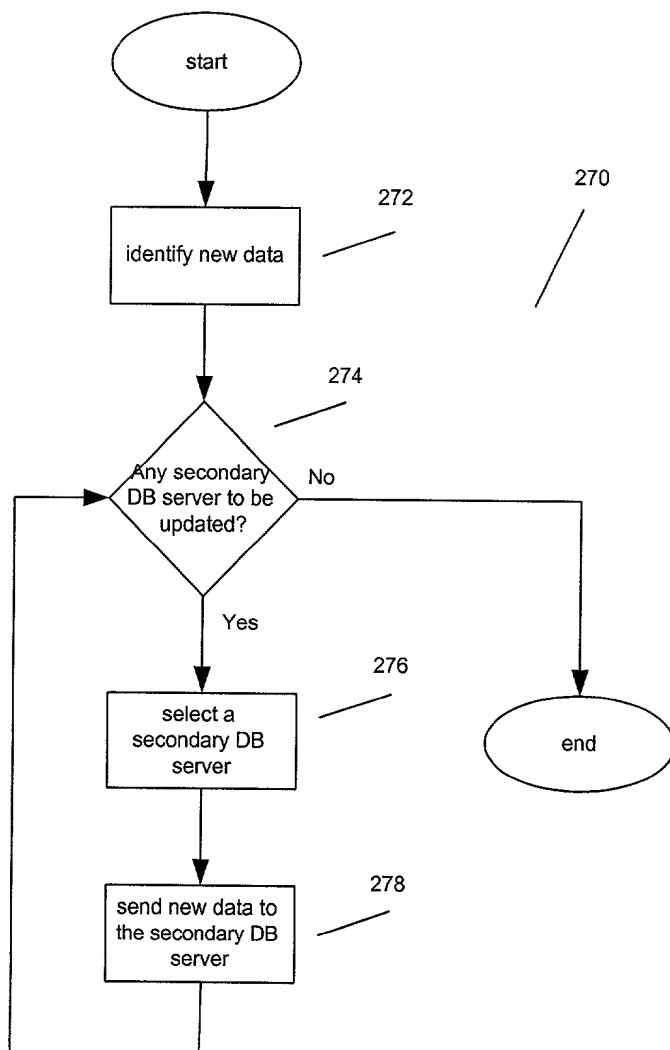 start
272
270
identify new data
274
Any secondary
DB server to be
updated?
No
Yes
276
select a
secondary DB
server
end
278
send new data to
the secondary DB
server